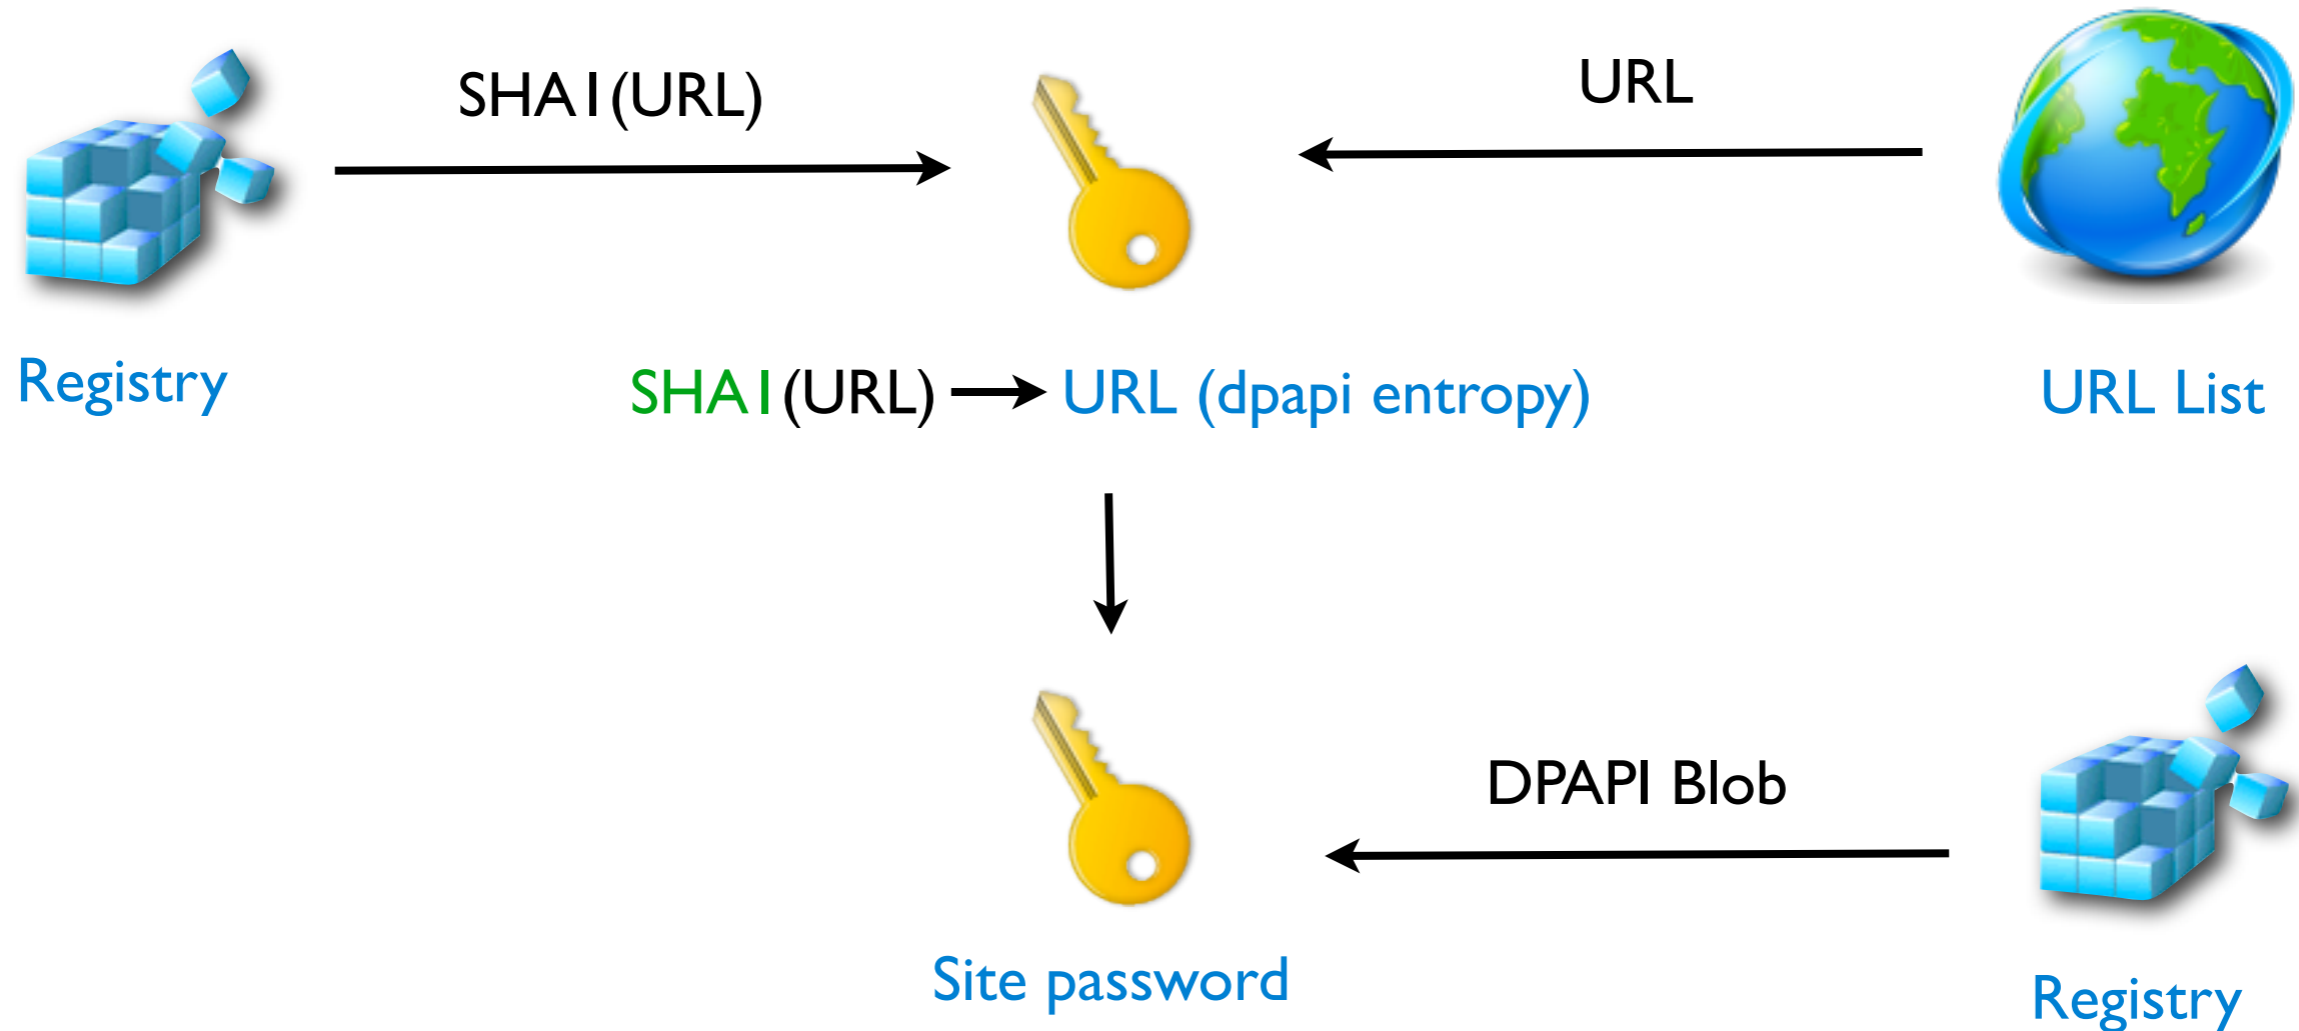 SHA1(URL)
URL
Registry
SHA1(URL) URL (dpapi entropy)
URL List
DPAPI Blob
Site password
Registry